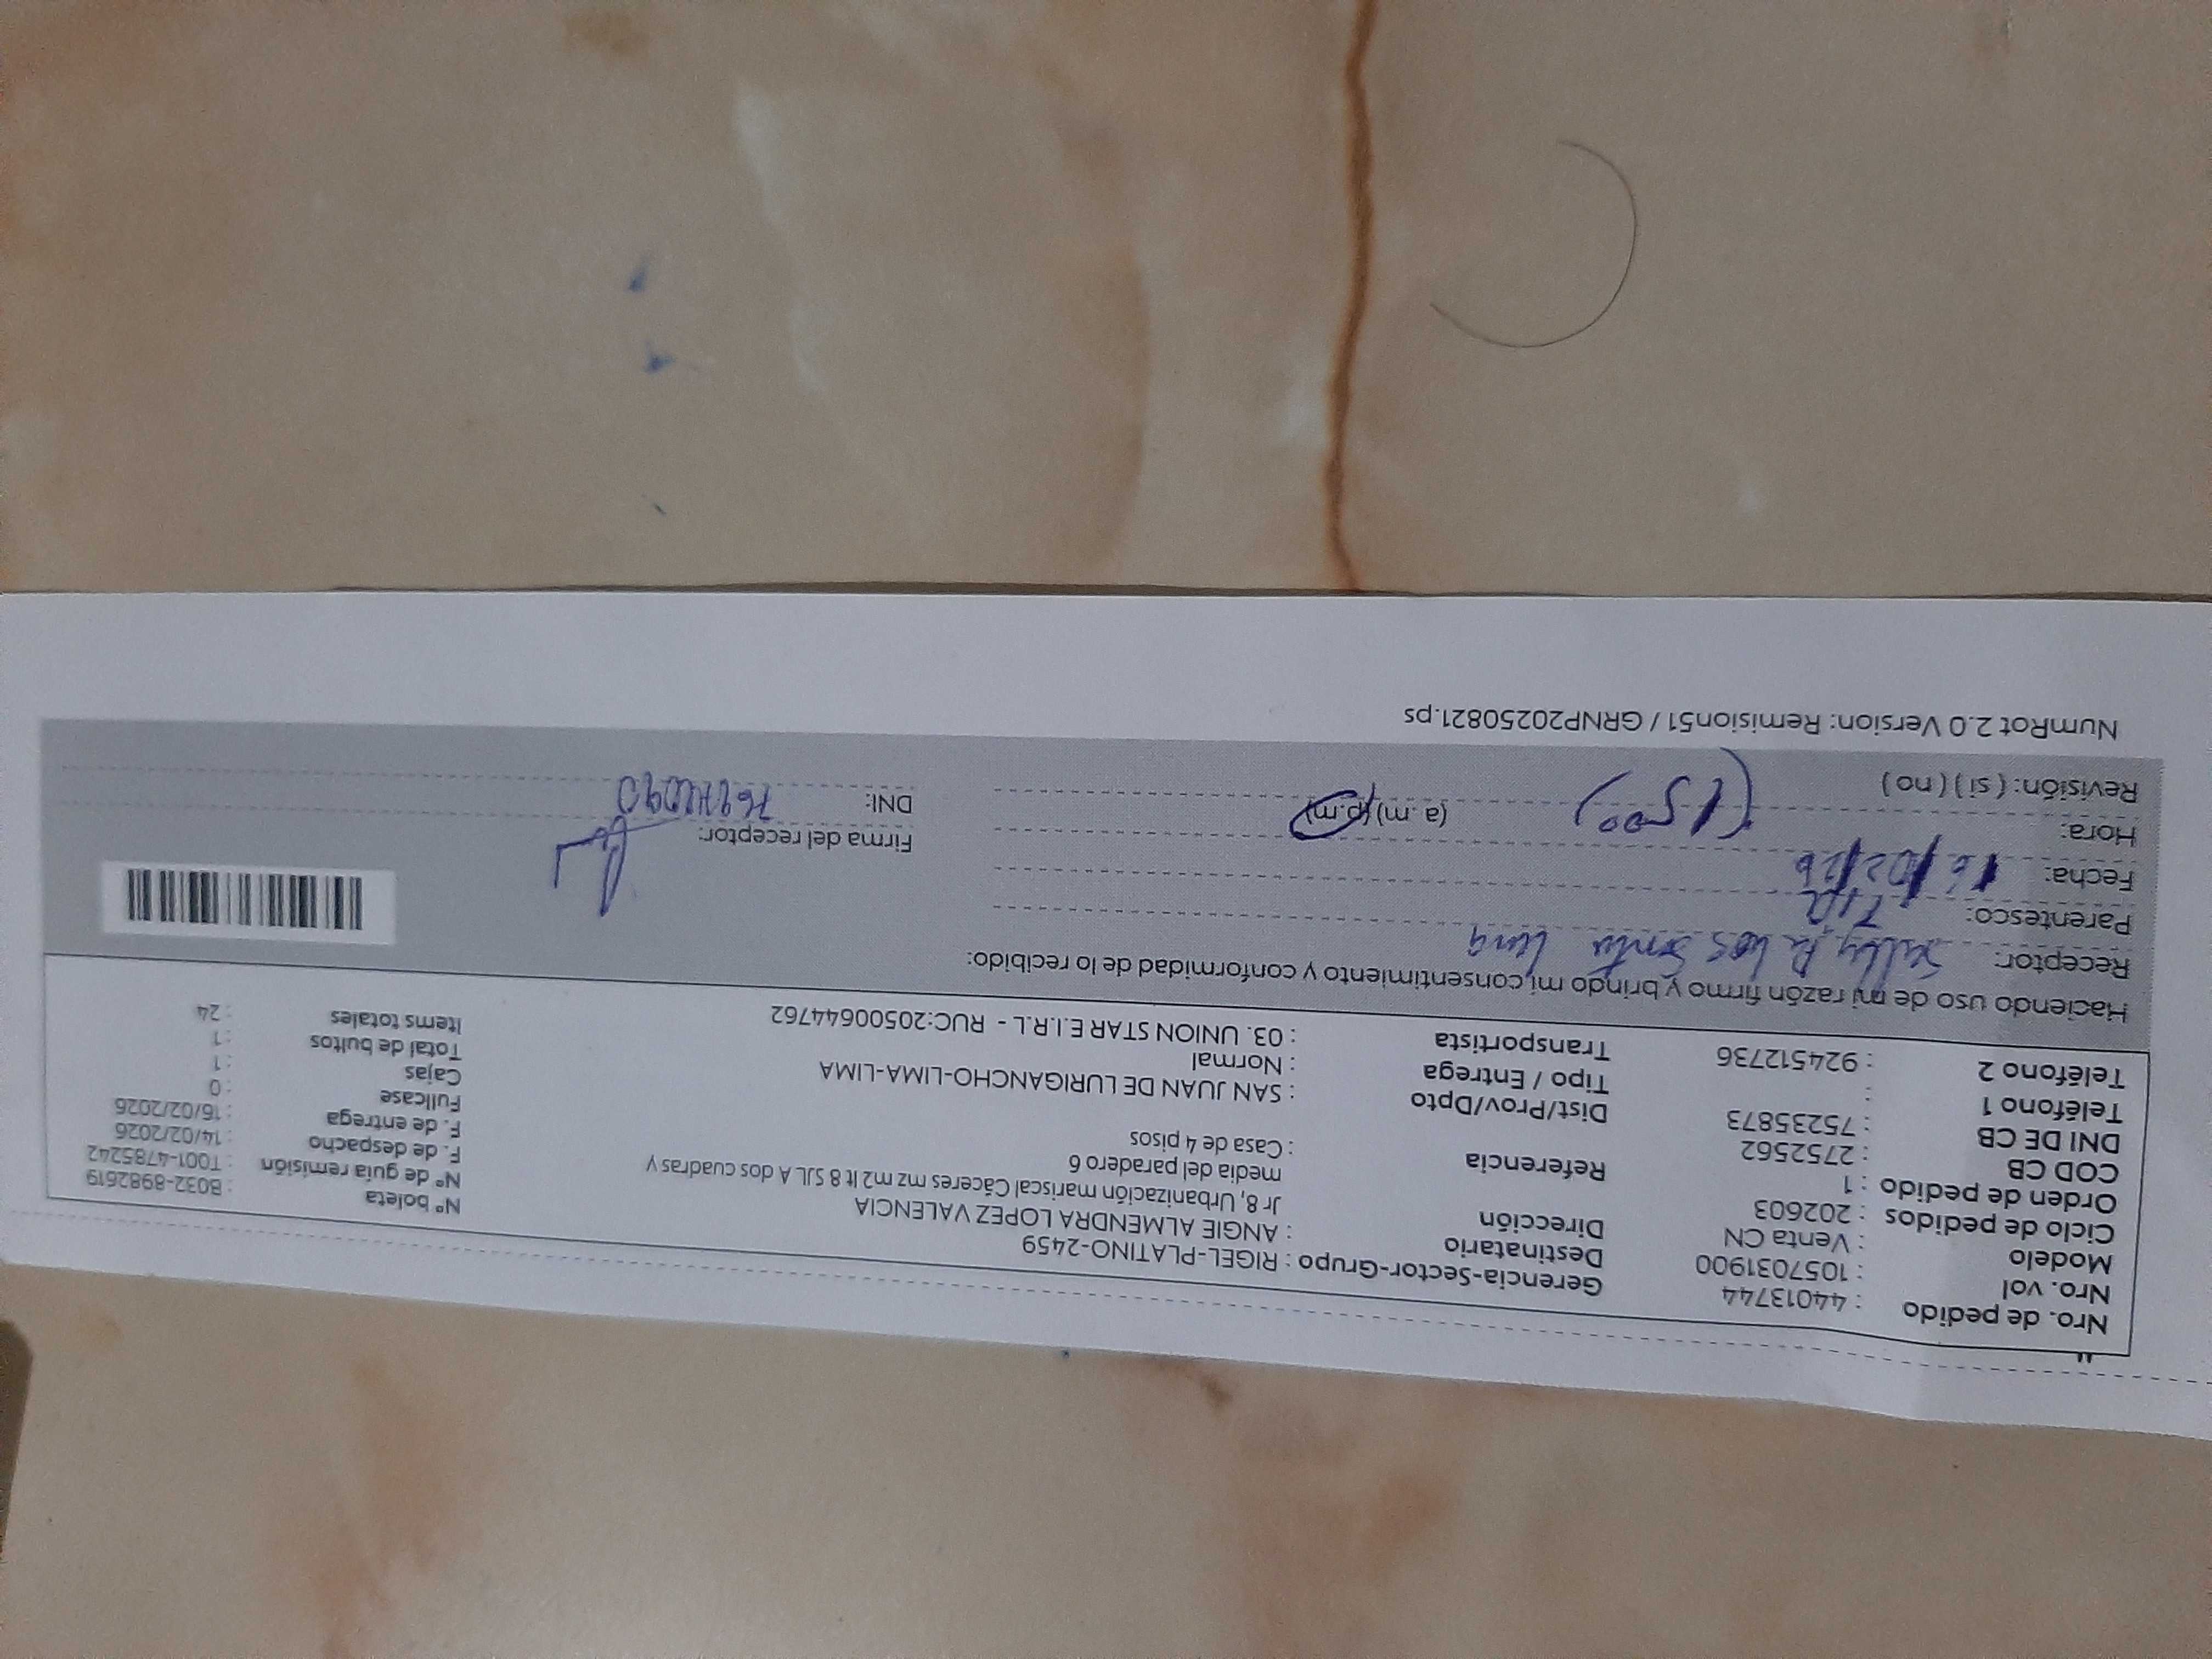 Nro. de pedido : 44013744
Nro. vol : 1057031900
Modelo : Venta CN
Ciclo de pedidos : 202603
Orden de pedido : 1
COD CB : 2752562
DNI DE CB : 75235873
Teléfono 1 :
Teléfono 2 : 924512736
Gerencia-Sector-Grupo : RIGEL-PLATINO-2459
Destinatario : ANGIE ALMENDRA LOPEZ VALENCIA
Dirección Jr 8, Urbanización mariscal Cáceres mz m2 lt 8 SJL A dos cuadras y
media del paradero 6
Referencia : Casa de 4 pisos
Dist/Prov/Dpto : SAN JUAN DE LURIGANCHO-LIMA-LIMA
Tipo / Entrega : Normal
Transportista : 03. UNION STAR E.I.R.L - RUC:20500644762
N° boleta : B032-8982619
N° de guía remisión : T001-4785242
F. de despacho : 14/02/2026
F. de entrega : 16/02/2026
Fullcase : 0
Cajas : 1
Total de bultos : 1
Items totales : 24
Haciendo uso de mi razón firmo y brindo mi consentimiento y conformidad de lo recibido:
Receptor:
Parentesco: TIA
Fecha: 16/02/26
Hora: (1500) (a.m) (p.m)
Revisión: ( si ) ( no )
Firma del receptor:
DNI:
NumRot 2.0 Version: Remision51 / GRNP20250821.ps